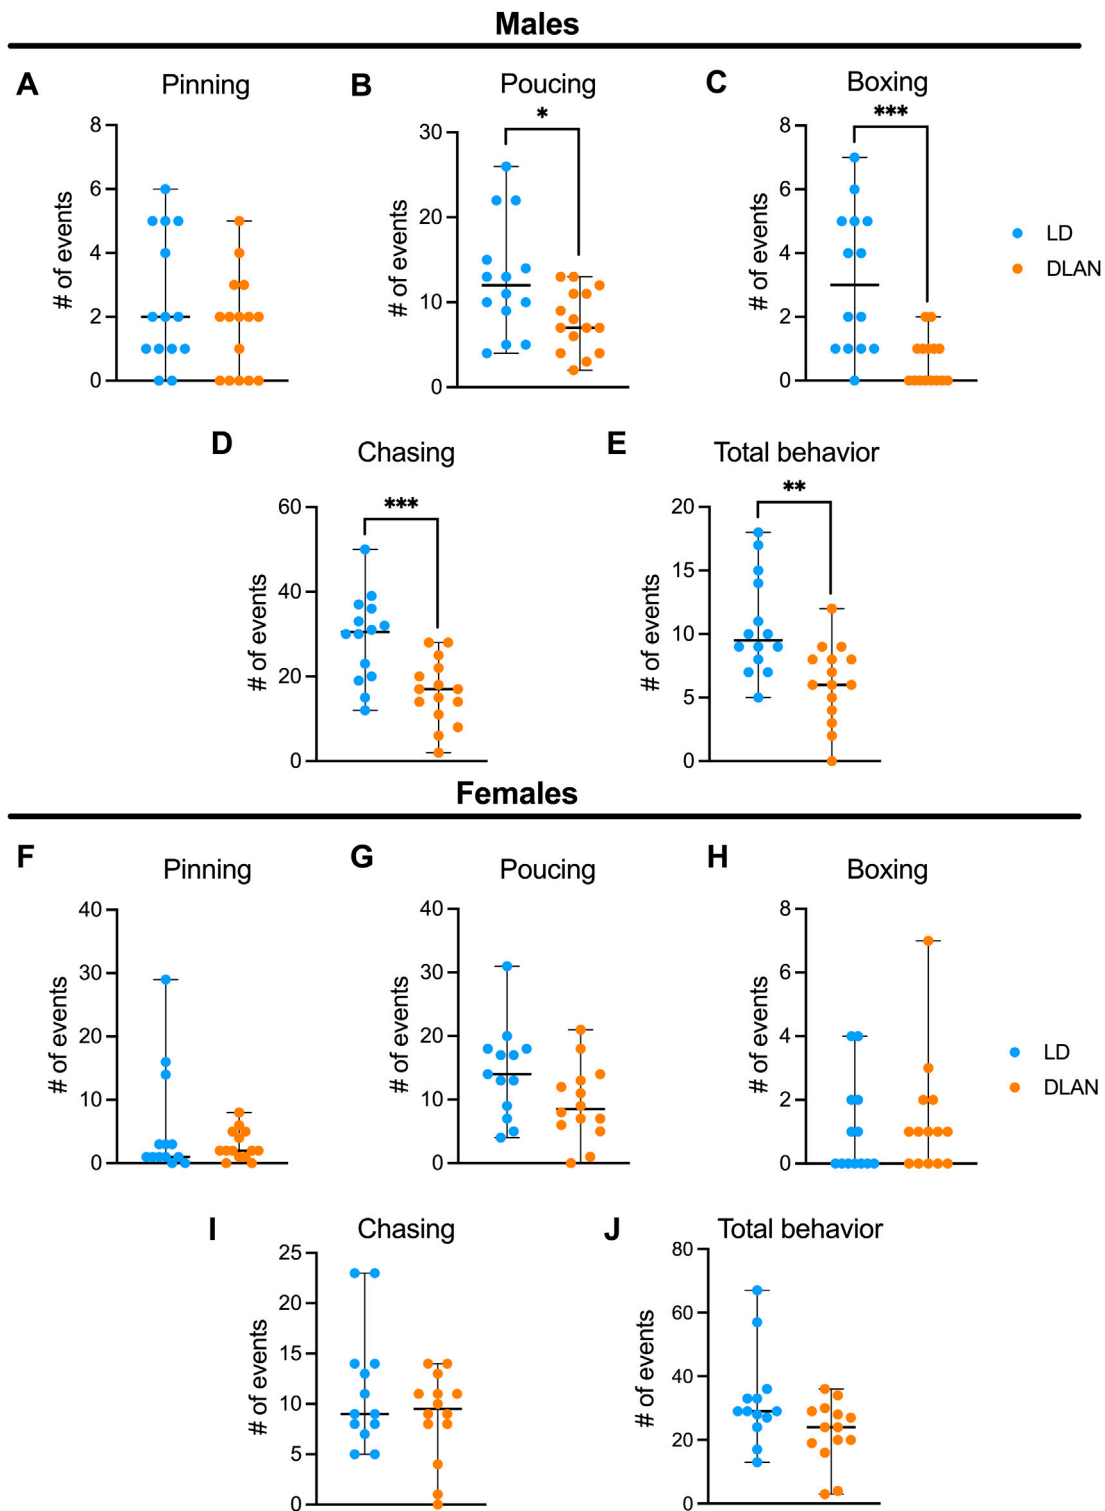 Males
A Pinning
B Poucing
C Boxing
# of events
8
6
4
2
0
# of events
30
20
10
0
*
# of events
8
6
4
2
0
***
LD
DLAN
D Chasing
E Total behavior
# of events
60
40
20
0
***
# of events
20
15
10
5
0
**
Females
F Pinning
G Poucing
H Boxing
# of events
40
30
20
10
0
# of events
40
30
20
10
0
# of events
8
6
4
2
0
LD
DLAN
I Chasing
J Total behavior
# of events
25
20
15
10
5
0
# of events
80
60
40
20
0